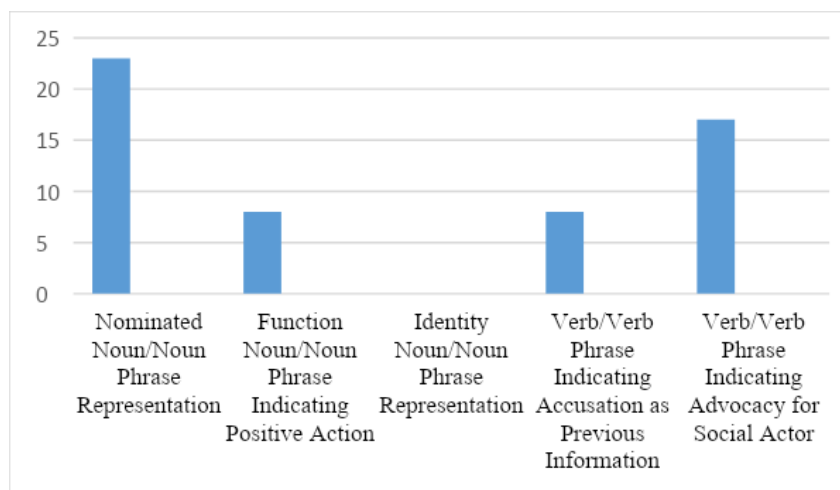 25
20
15
10
5
0
Nominated
Noun/Noun
Phrase
Representation
Function
Noun/Noun
Phrase
Indicating
Positive Action
Identity
Noun/Noun
Phrase
Representation
Verb/Verb
Phrase
Indicating
Accusation as
Previous
Information
Verb/Verb
Phrase
Indicating
Advocacy for
Social Actor